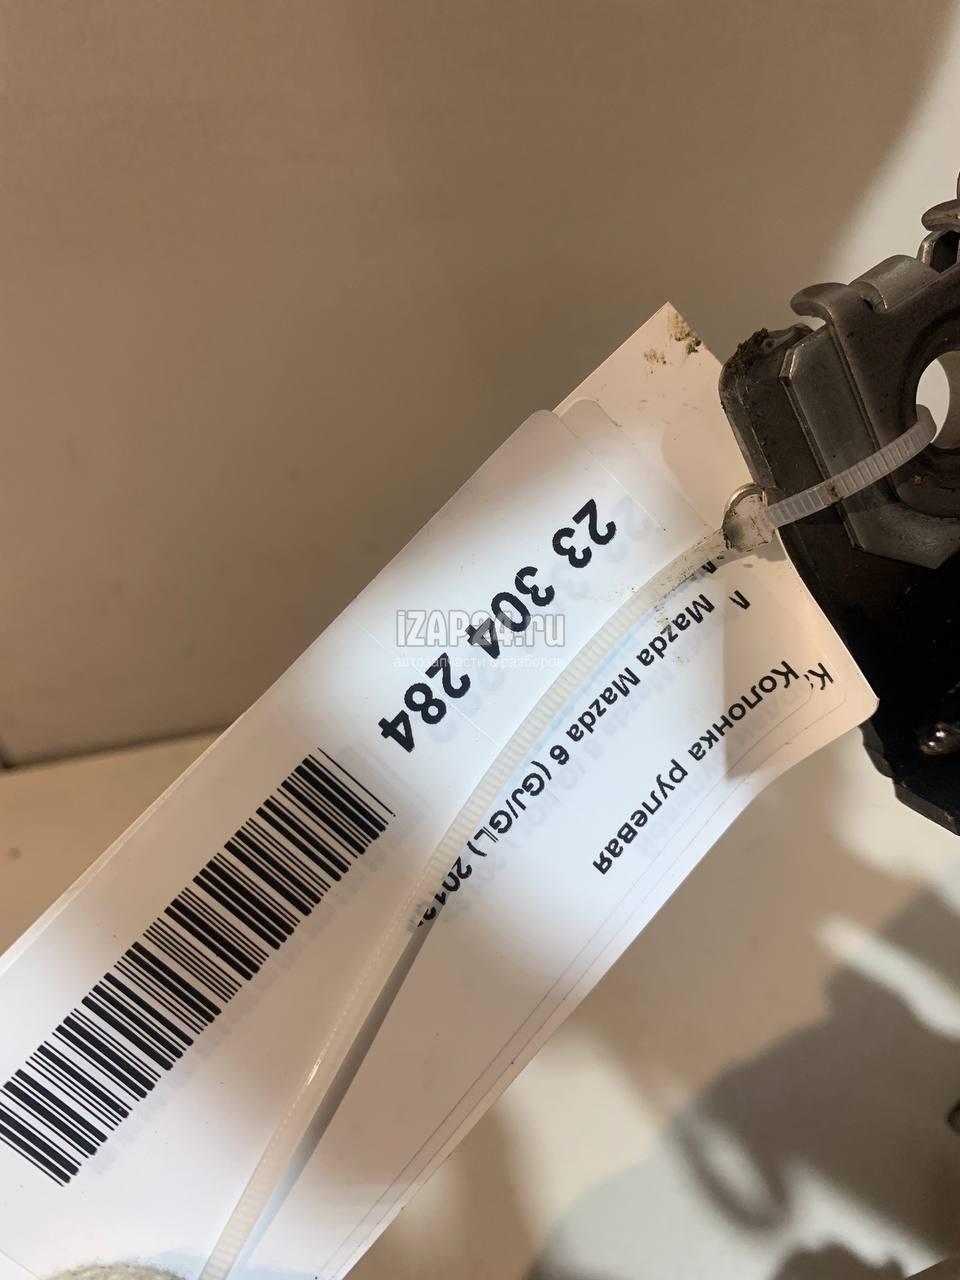 Колонка рулевая
Mazda Mazda 6 (GJ/GL)
23 304 284
iZAP24.ru
автозапчасти с разборов